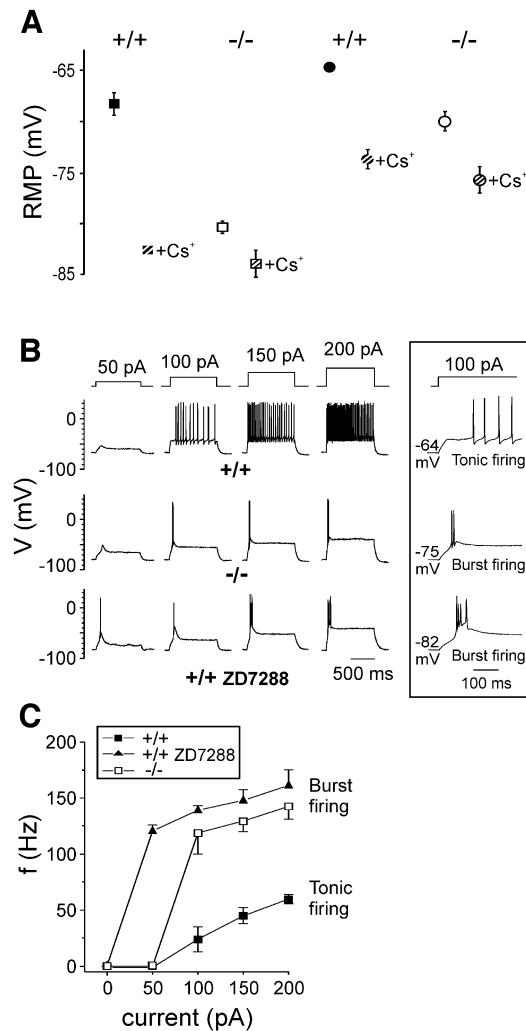 A
+/+ -/- +/+ -/-
RMP (mV)
-65
-75
-85
+Cs⁺
+Cs⁺
+Cs⁺
+Cs⁺
B
50 pA 100 pA 150 pA 200 pA
100 pA
V (mV)
0
-100
+/+
-64
mV
Tonic firing
0
-100
-/-
-75
mV
Burst firing
0
-100
+/+ ZD7288
500 ms
-82
mV
Burst firing
100 ms
C
+/+
+/+ ZD7288
-/-
f (Hz)
200
150
100
50
0
Burst
firing
Tonic
firing
0 50 100 150 200
current (pA)